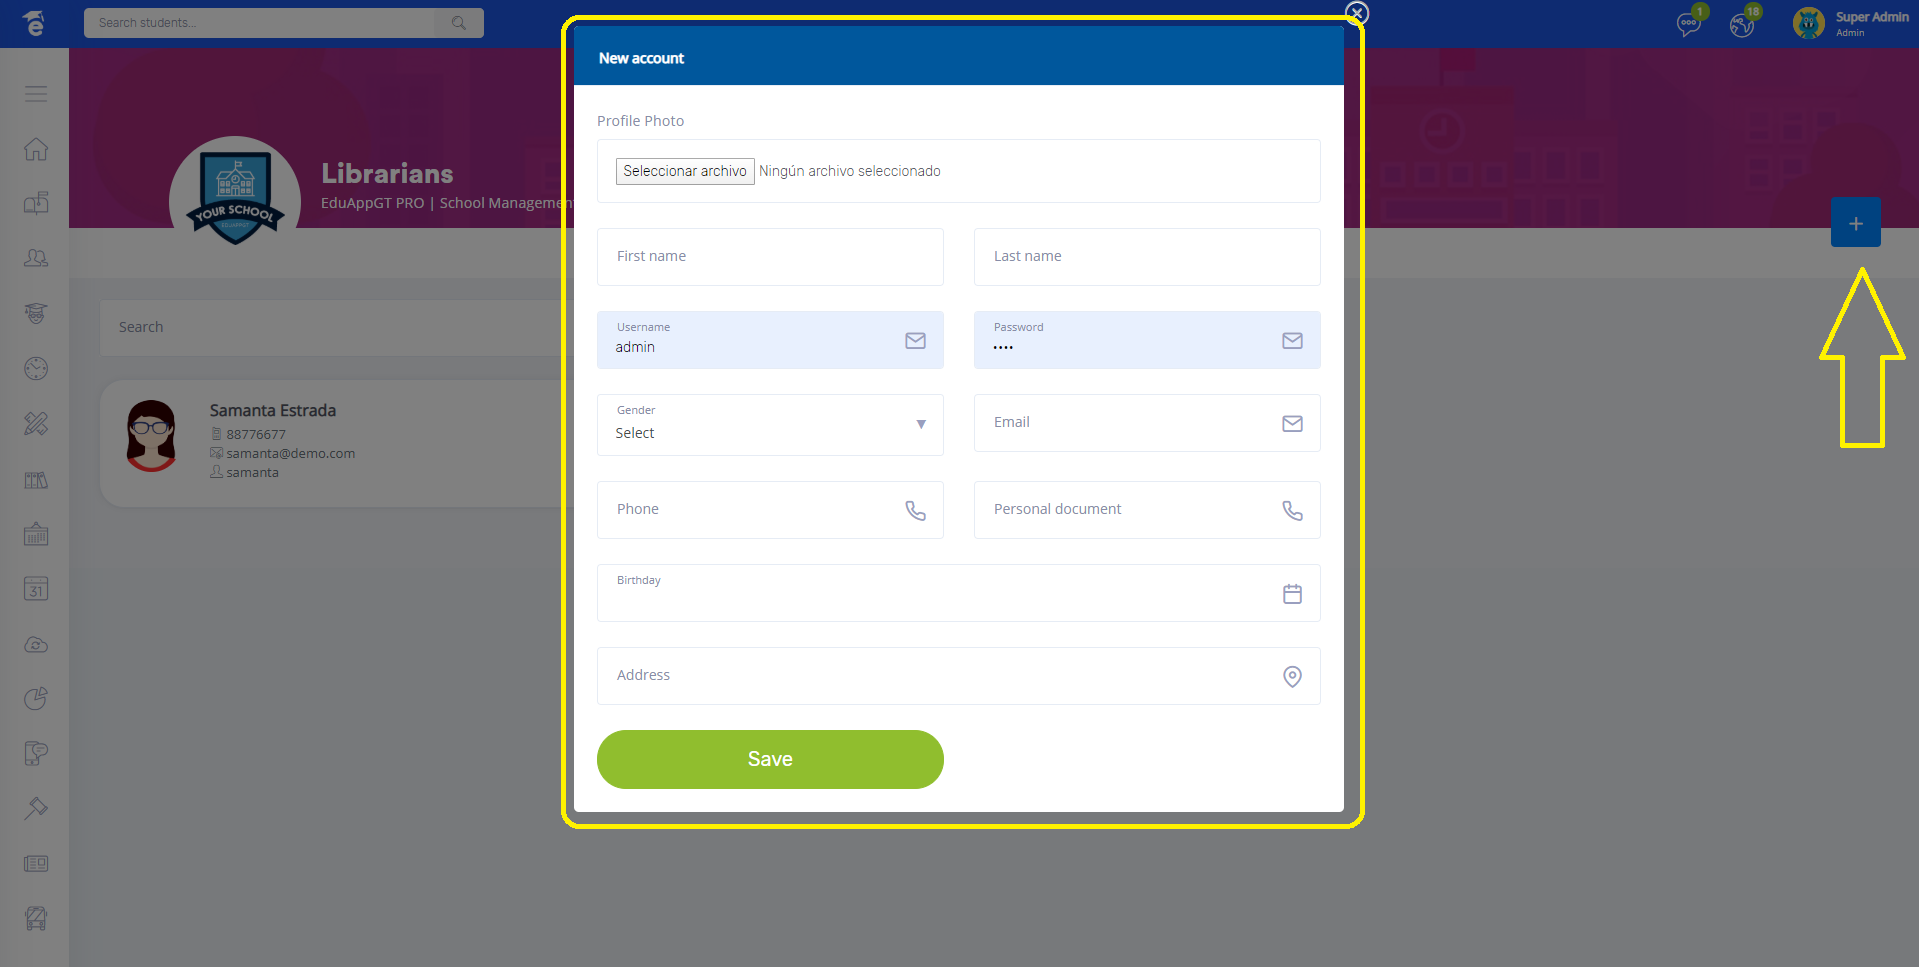 Search students...
1
18
Super Admin
Admin
New account
Profile Photo
Seleccionar archivo Ningún archivo seleccionado
Librarians
EduAppGT PRO | School Managemen
YOUR SCHOOL
EDUAPPGT
+
First name
Last name
Search
Username
admin
Password
••••
Gender
Select
▼
Email
Samanta Estrada
88776677
samanta@demo.com
samanta
Phone
Personal document
Birthday
31
Address
Save